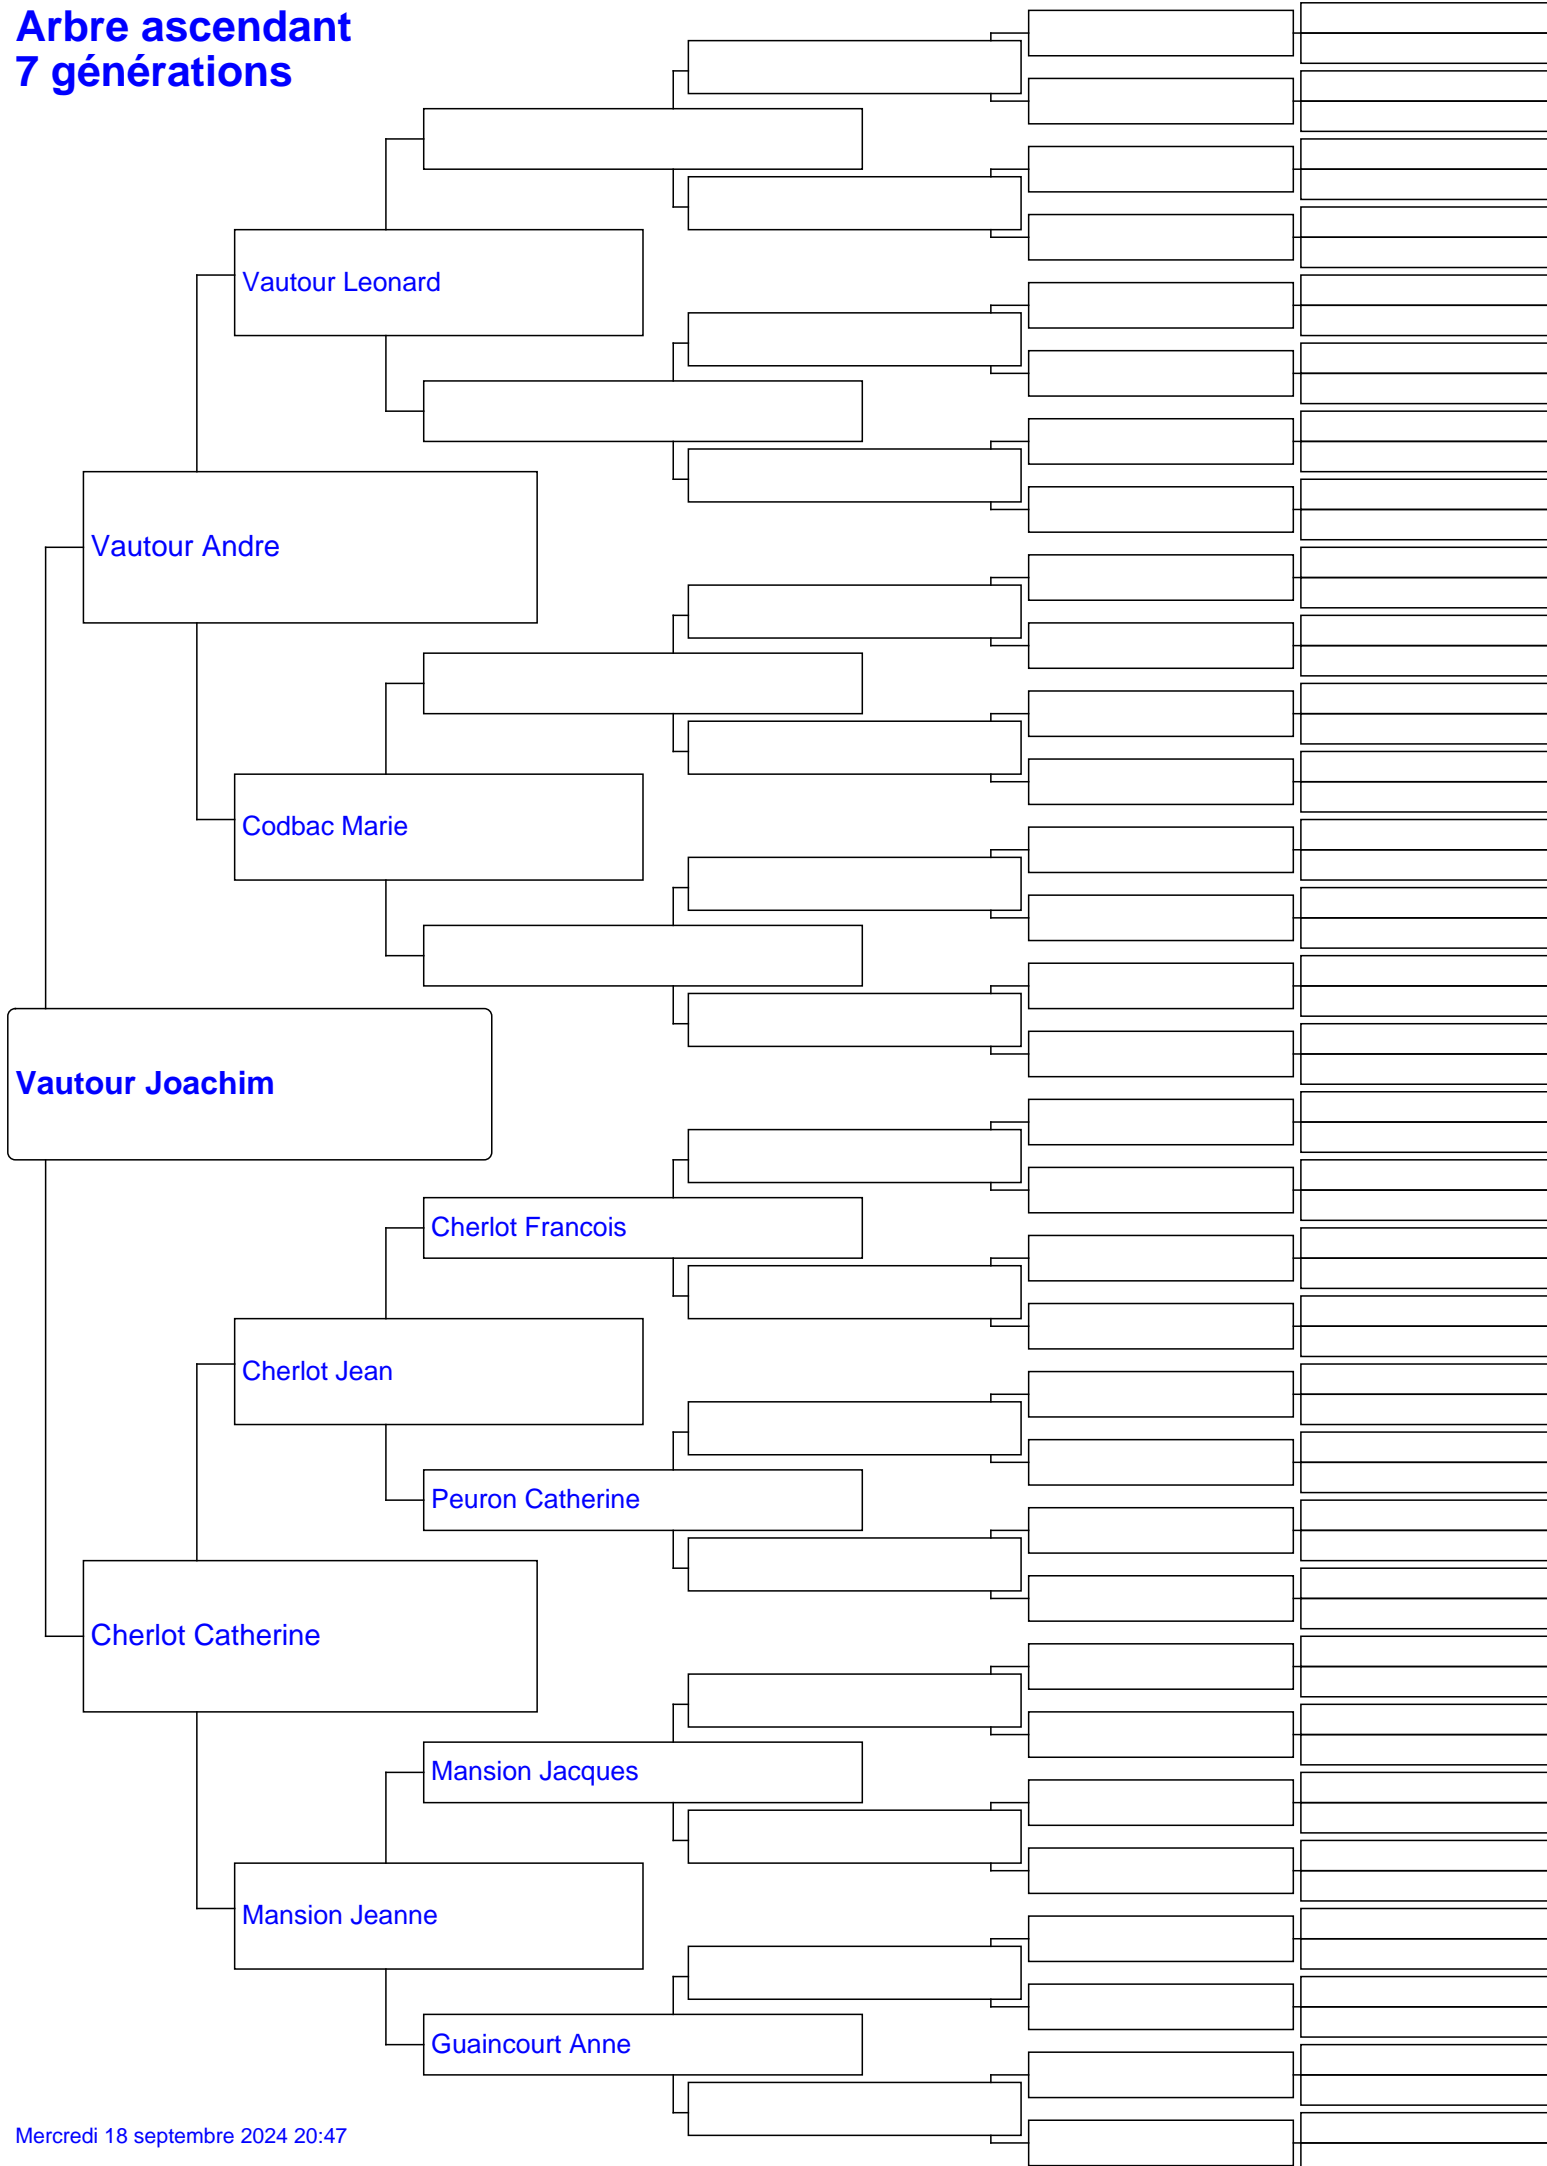 Arbre ascendant
7 générations
Vautour Leonard
Vautour Andre
Codbac Marie
Vautour Joachim
Cherlot Francois
Cherlot Jean
Peuron Catherine
Cherlot Catherine
Mansion Jacques
Mansion Jeanne
Guaincourt Anne
Mercredi 18 septembre 2024 20:47